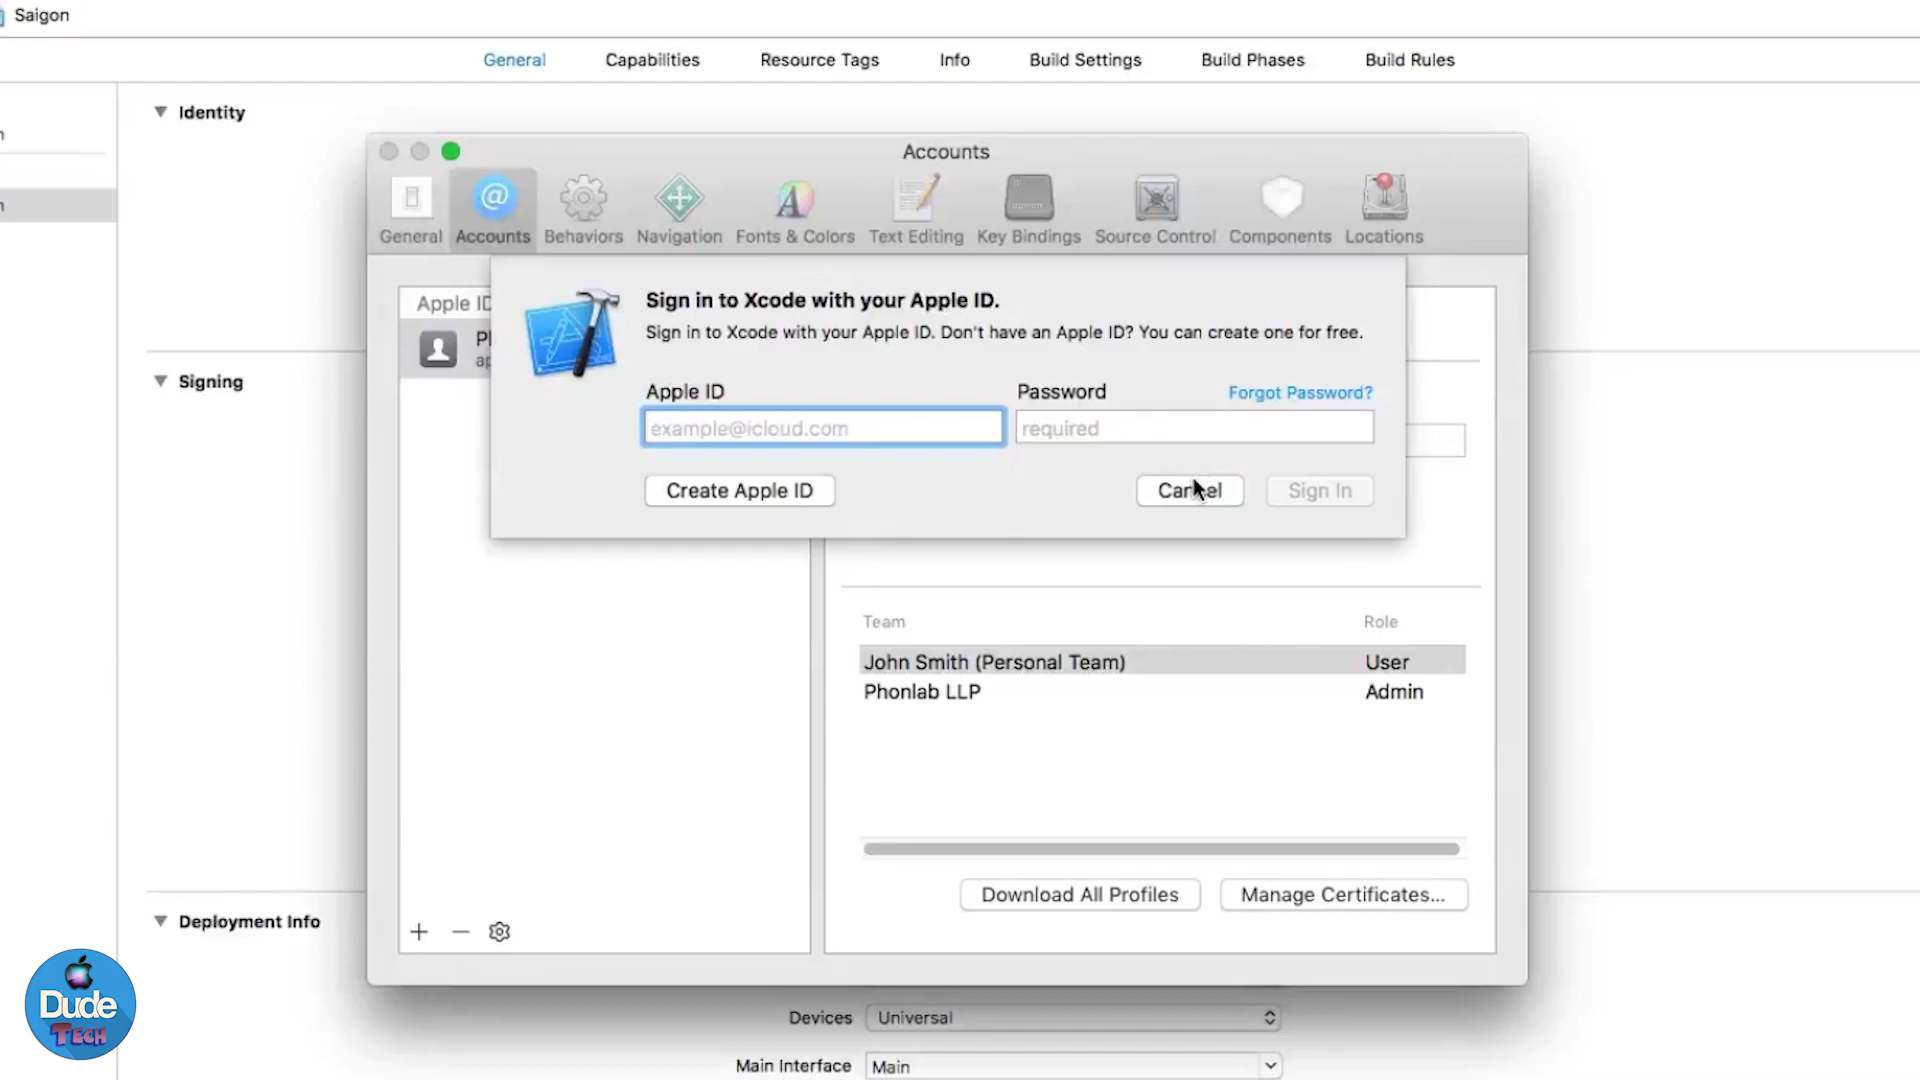 Saigon
General Capabilities Resource Tags Info Build Settings Build Phases Build Rules
Identity
Accounts
General Accounts Behaviors Navigation Fonts & Colors Text Editing Key Bindings Source Control Components Locations
Apple ID
Sign in to Xcode with your Apple ID.
Sign in to Xcode with your Apple ID. Don't have an Apple ID? You can create one for free.
Signing
Apple ID Password Forgot Password?
example@icloud.com required
Create Apple ID Cancel Sign In
Team Role
John Smith (Personal Team) User
Phonlab LLP Admin
Download All Profiles Manage Certificates...
Deployment Info
Dude
Tech
Devices Universal
Main Interface Main